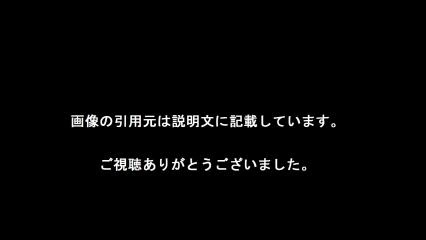 画像の引用元は説明文に記載しています。
ご視聴ありがとうございました。